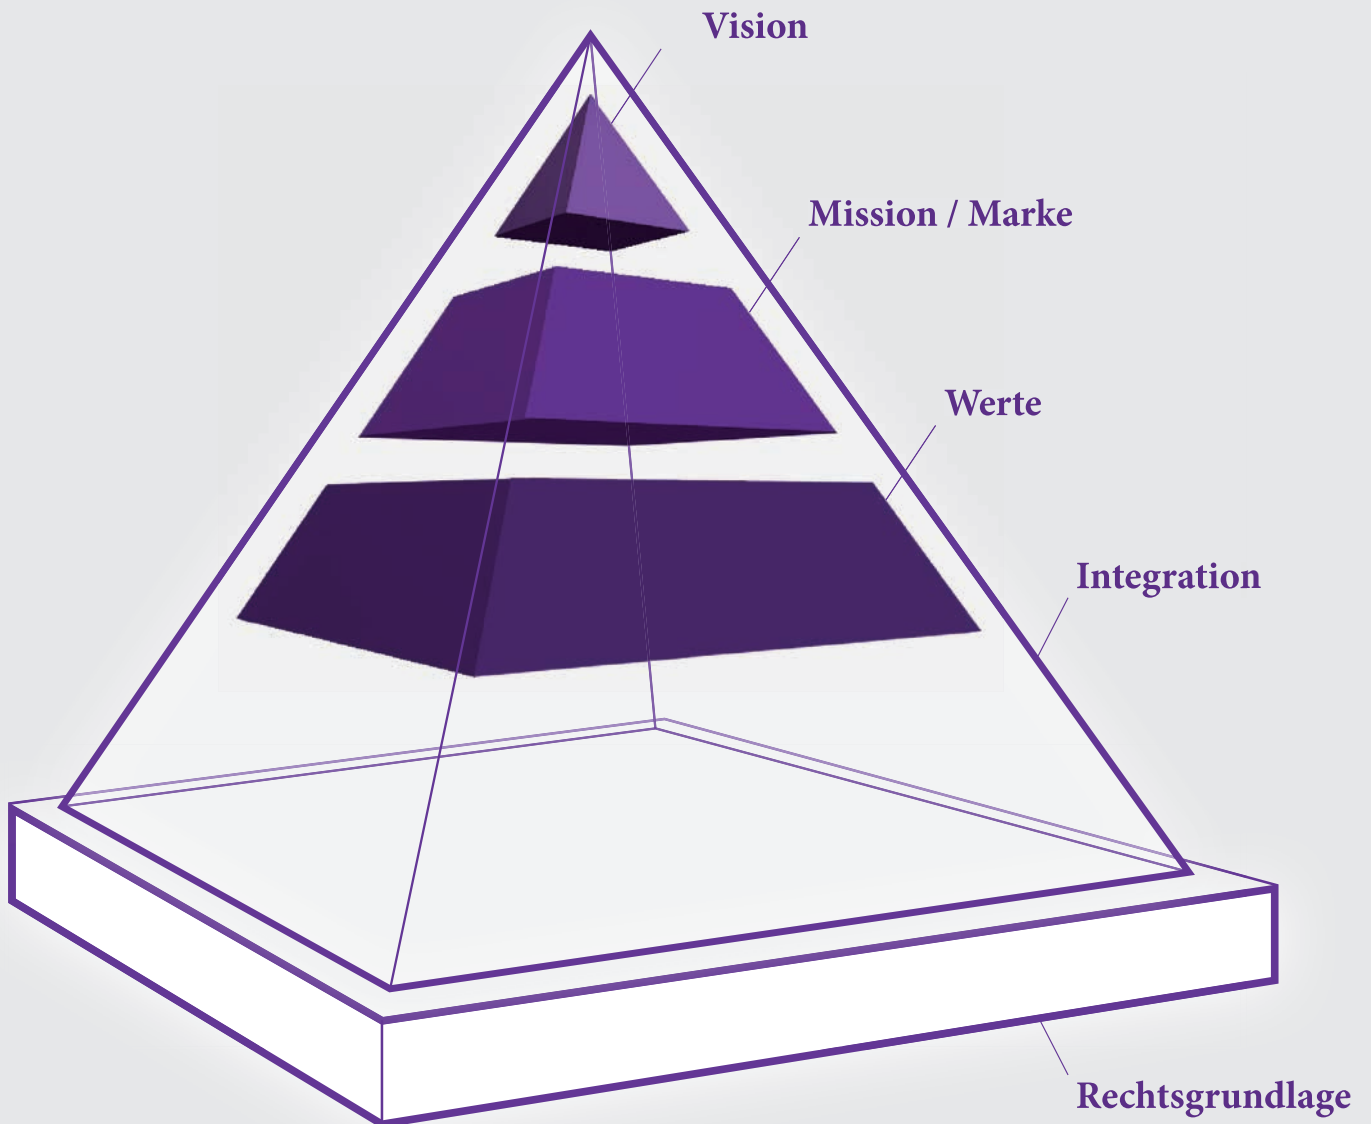 Vision
Mission / Marke
Werte
Integration
Rechtsgrundlage